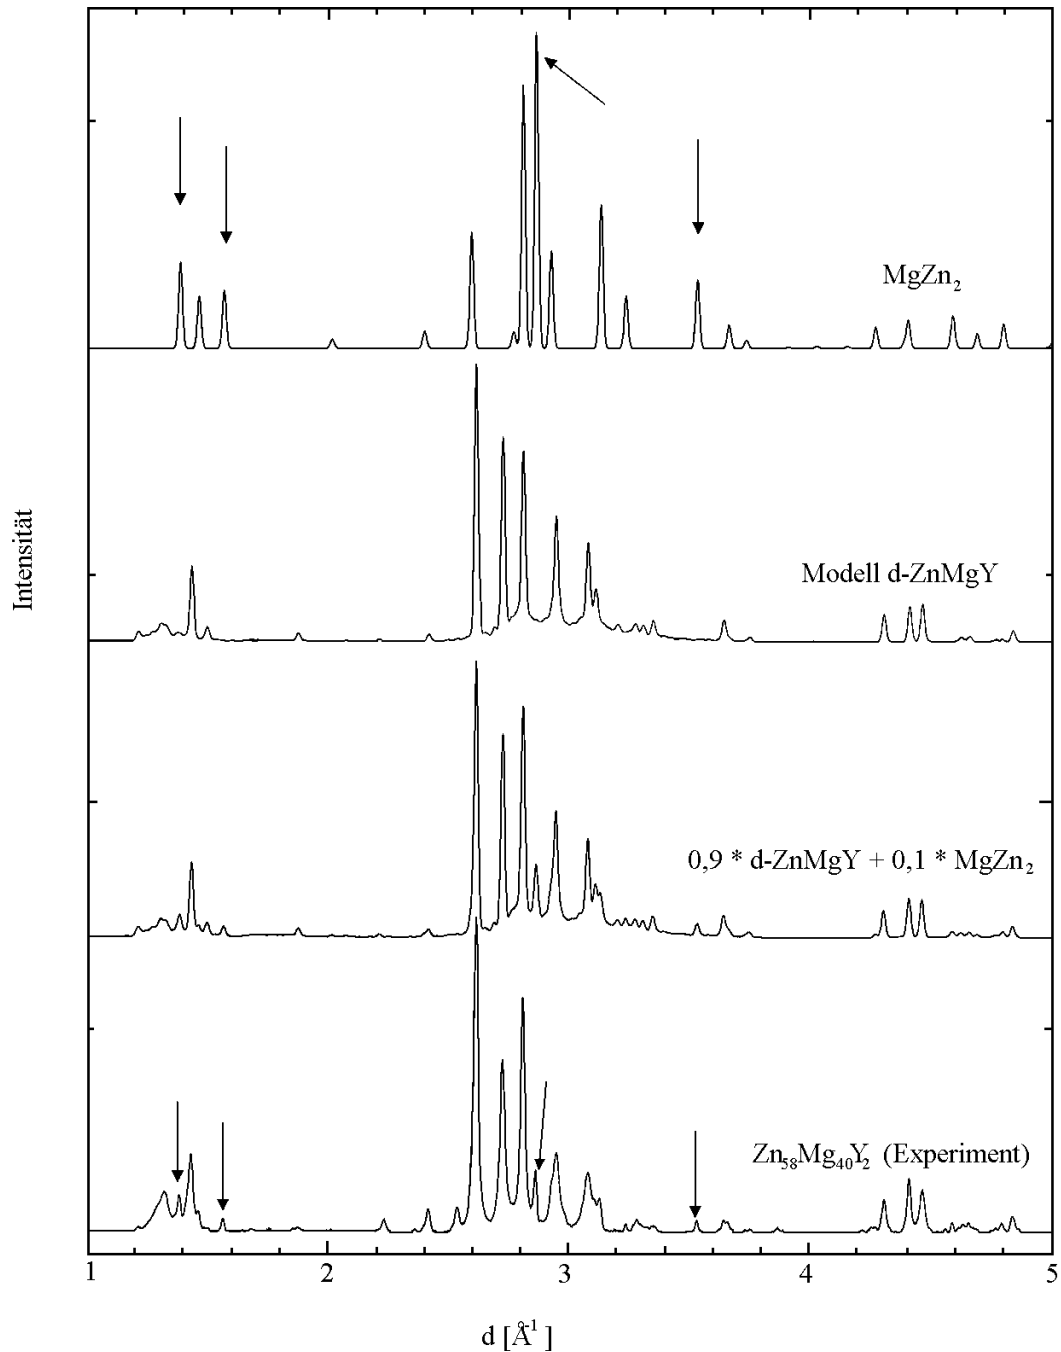 MgZn₂
Modell d-ZnMgY
Intensität
0,9 * d-ZnMgY + 0,1 * MgZn₂
Zn₅₈Mg₄₀Y₂ (Experiment)
1 2 3 4 5
d [Å⁻¹]